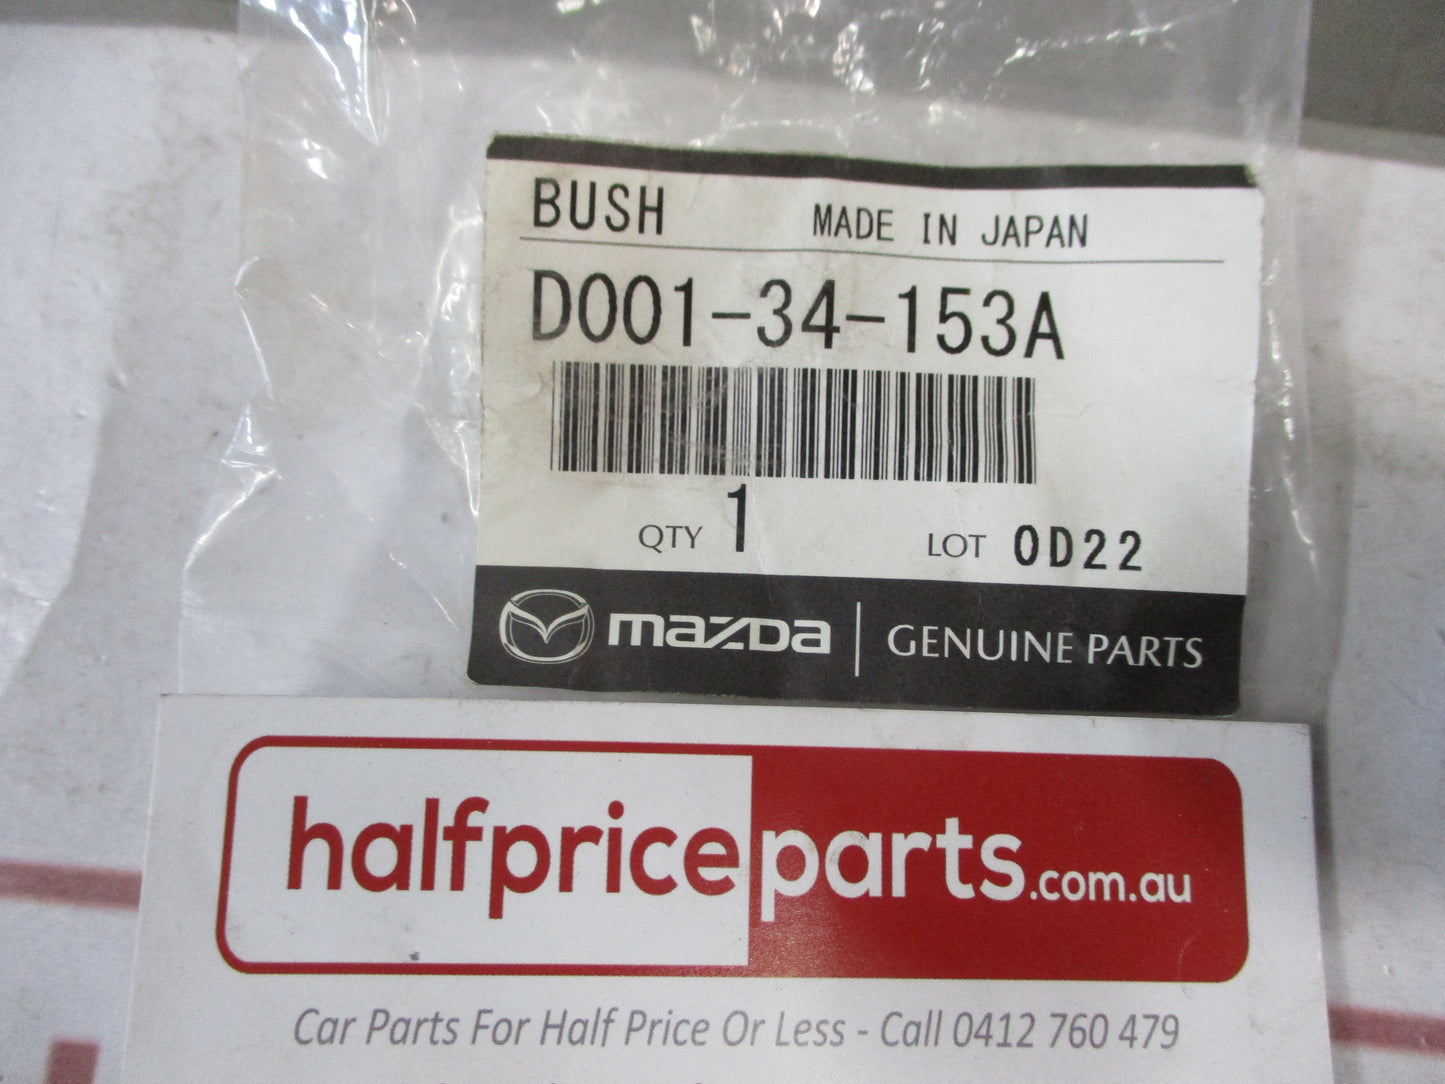 BUSH MADE IN JAPAN
D001-34-153A
QTY 1 LOT 0D22
mazda | GENUINE PARTS
halfpriceparts.com.au
Car Parts For Half Price Or Less - Call 0412 760 479